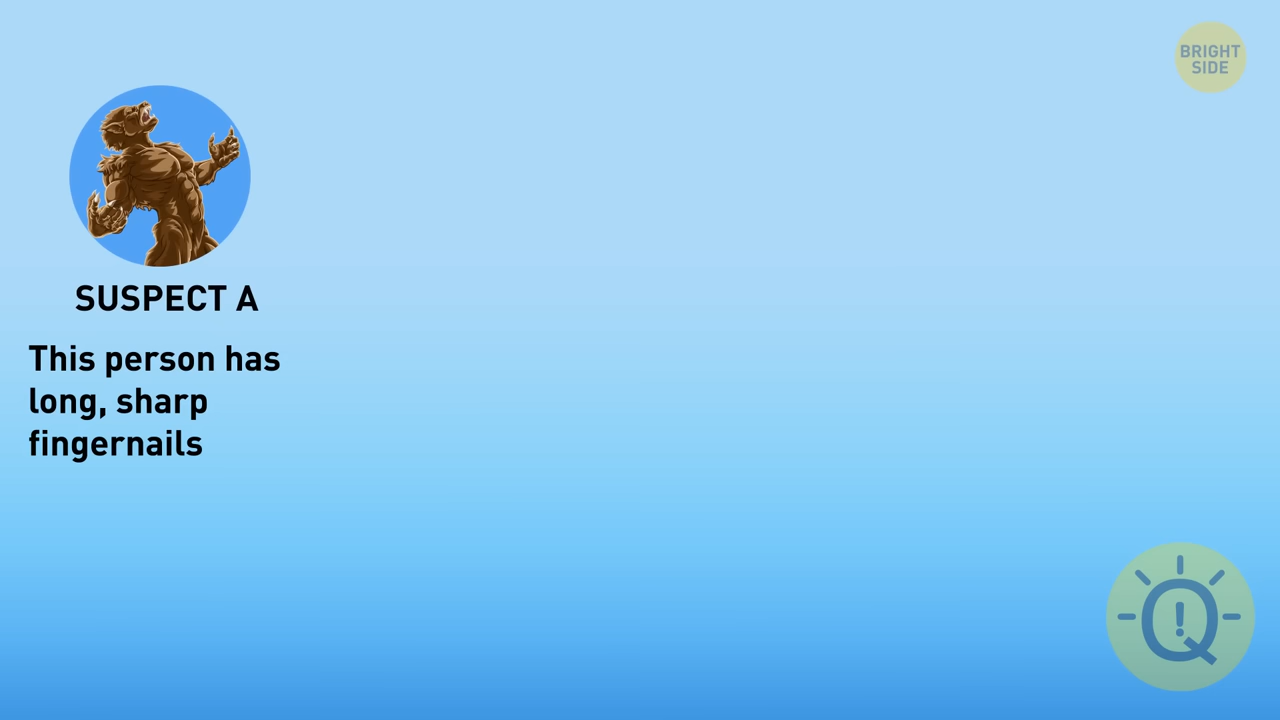 BRIGHT
SIDE
SUSPECT A
This person has
long, sharp
fingernails
Q!